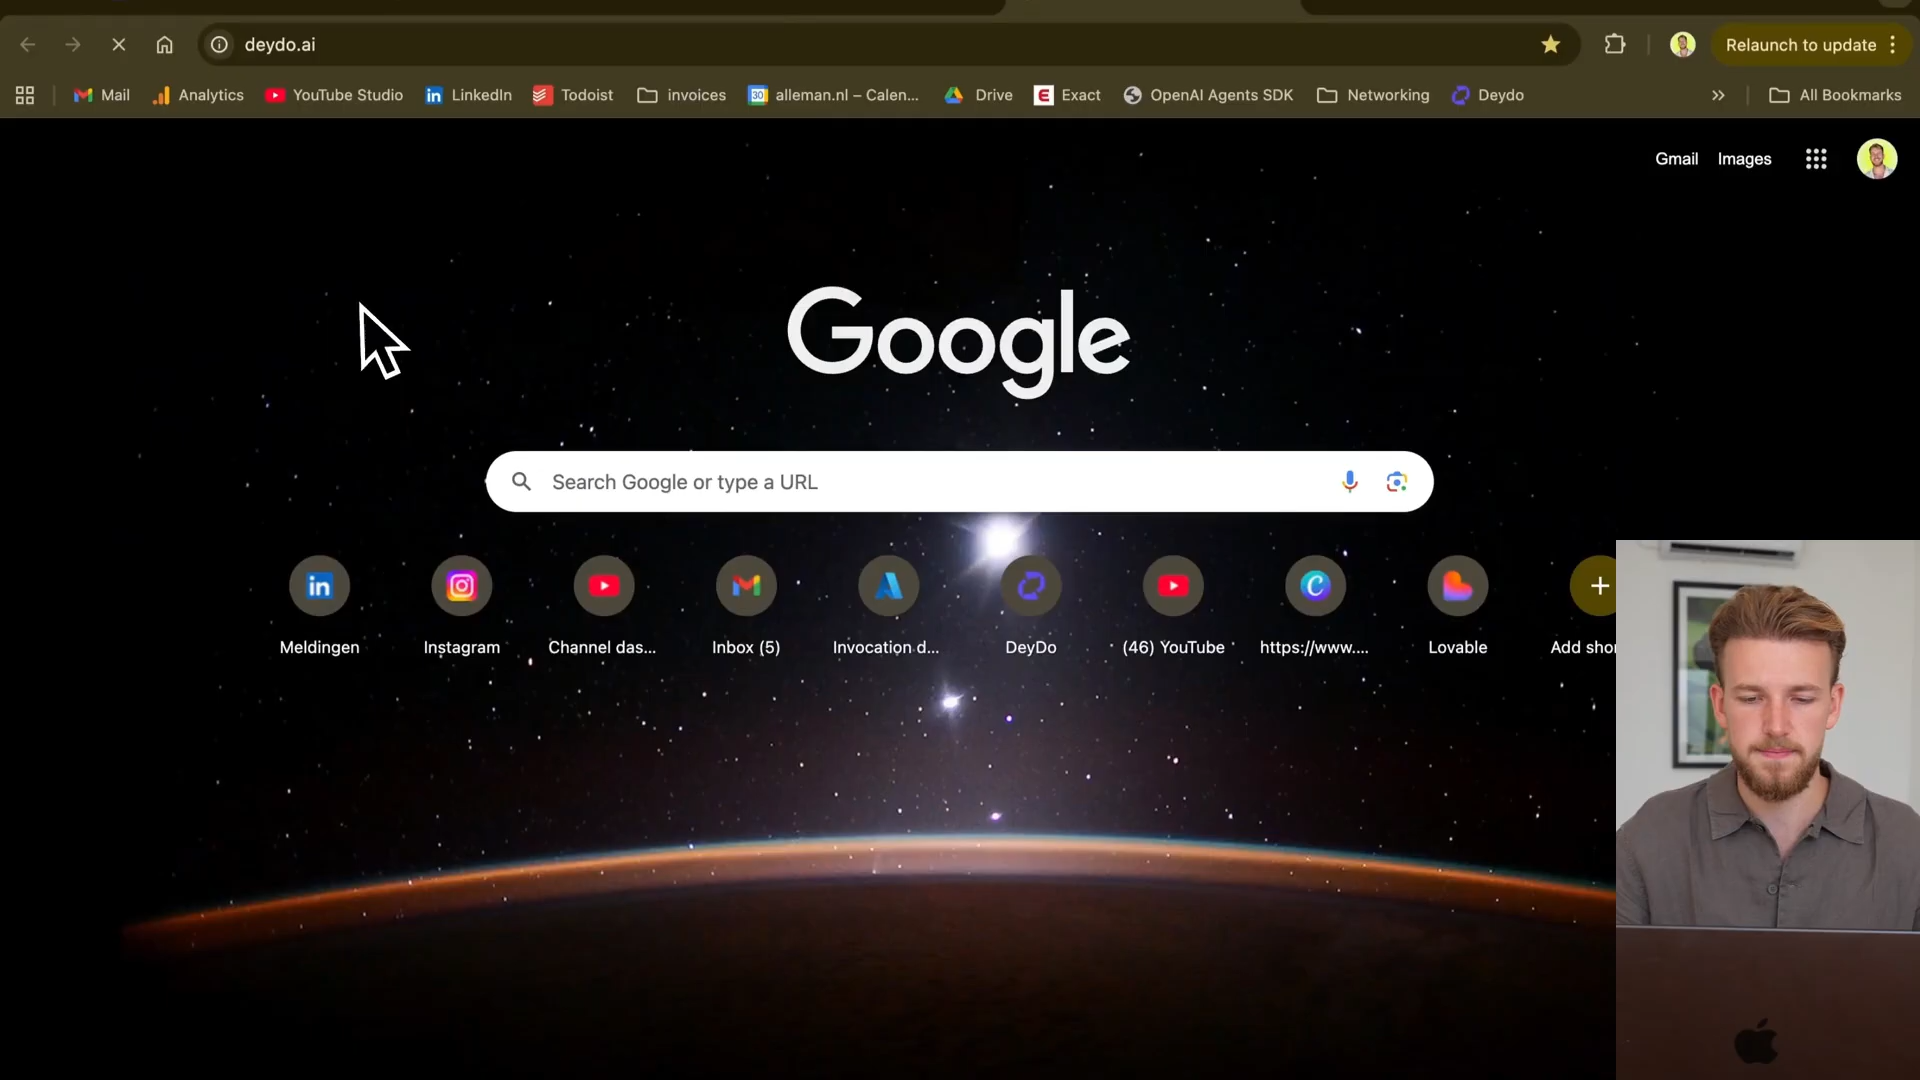 deydo.ai
Relaunch to update
Mail
Analytics
YouTube Studio
LinkedIn
Todoist
invoices
30
alleman.nl – Calen...
Drive
Exact
OpenAI Agents SDK
Networking
Deydo
All Bookmarks
Gmail
Images
Google
Search Google or type a URL
Meldingen
Instagram
Channel das...
Inbox (5)
Invocation d...
DeyDo
(46) YouTube
https://www....
Lovable
Add shor